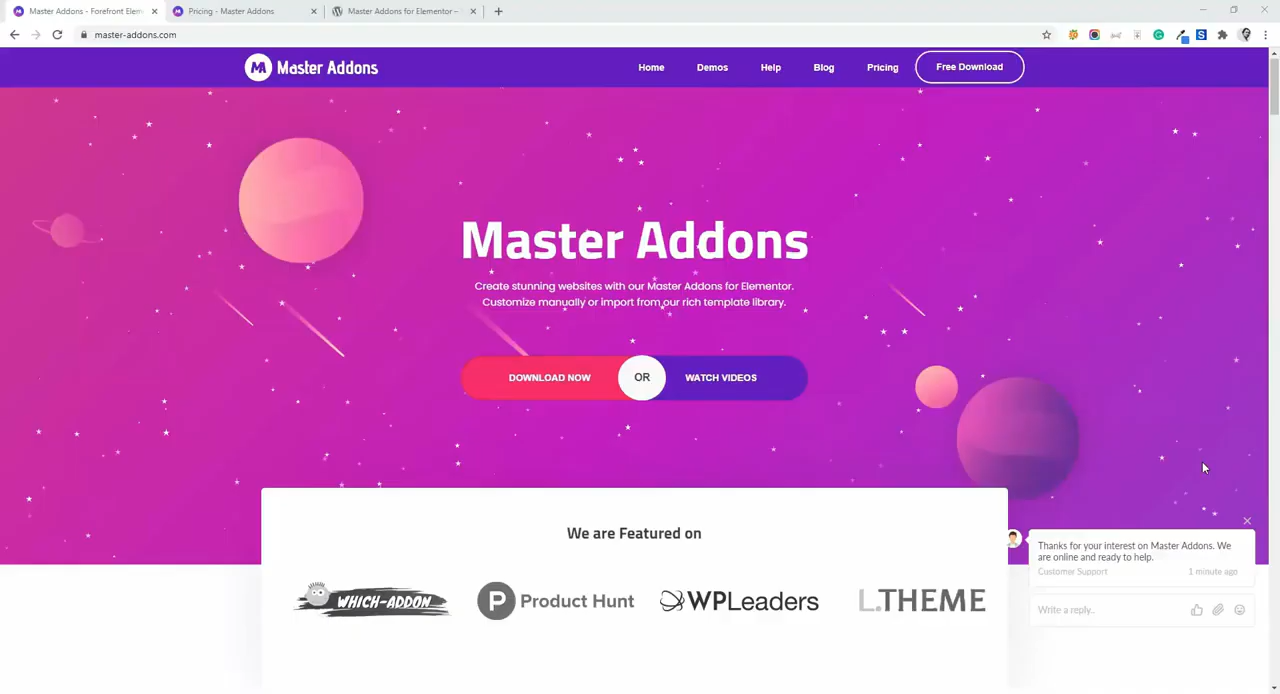 Master Addons - Forefront Elem
Pricing - Master Addons
Master Addons for Elementor –
master-addons.com
MA Master Addons
Home
Demos
Help
Blog
Pricing
Free Download
Master Addons
Create stunning websites with our Master Addons for Elementor.
Customize manually or import from our rich template library.
DOWNLOAD NOW
OR
WATCH VIDEOS
We are Featured on
WHICH-ADDON
P Product Hunt
WPLeaders
L.THEME
Thanks for your interest on Master Addons. We
are online and ready to help.
Customer Support
1 minute ago
Write a reply..